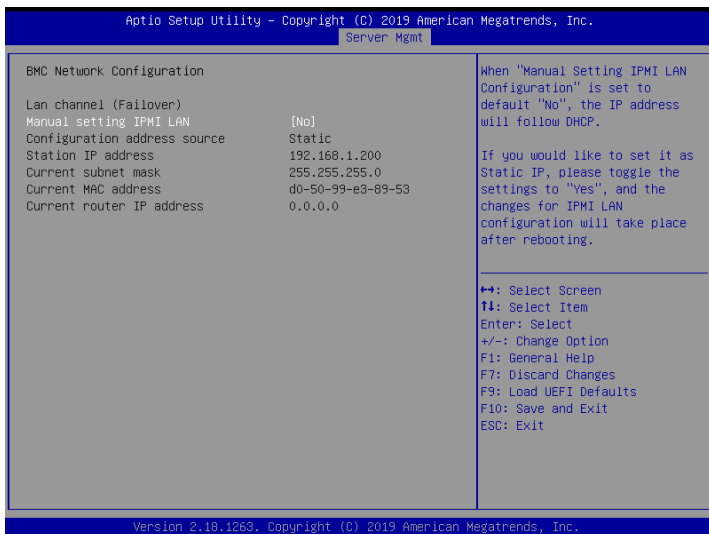 Aptio Setup Utility – Copyright (C) 2019 American Megatrends, Inc.
Server Mgmt
BMC Network Configuration
Lan channel (Failover)
Manual setting IPMI LAN [No]
Configuration address source Static
Station IP address 192.168.1.200
Current subnet mask 255.255.255.0
Current MAC address d0-50-99-e3-89-53
Current router IP address 0.0.0.0
When "Manual Setting IPMI LAN
Configuration" is set to
default "No", the IP address
will follow DHCP.
If you would like to set it as
Static IP, please toggle the
settings to "Yes", and the
changes for IPMI LAN
configuration will take place
after rebooting.
↔: Select Screen
↑↓: Select Item
Enter: Select
+/-: Change Option
F1: General Help
F7: Discard Changes
F9: Load UEFI Defaults
F10: Save and Exit
ESC: Exit
Version 2.18.1263. Copyright (C) 2019 American Megatrends, Inc.